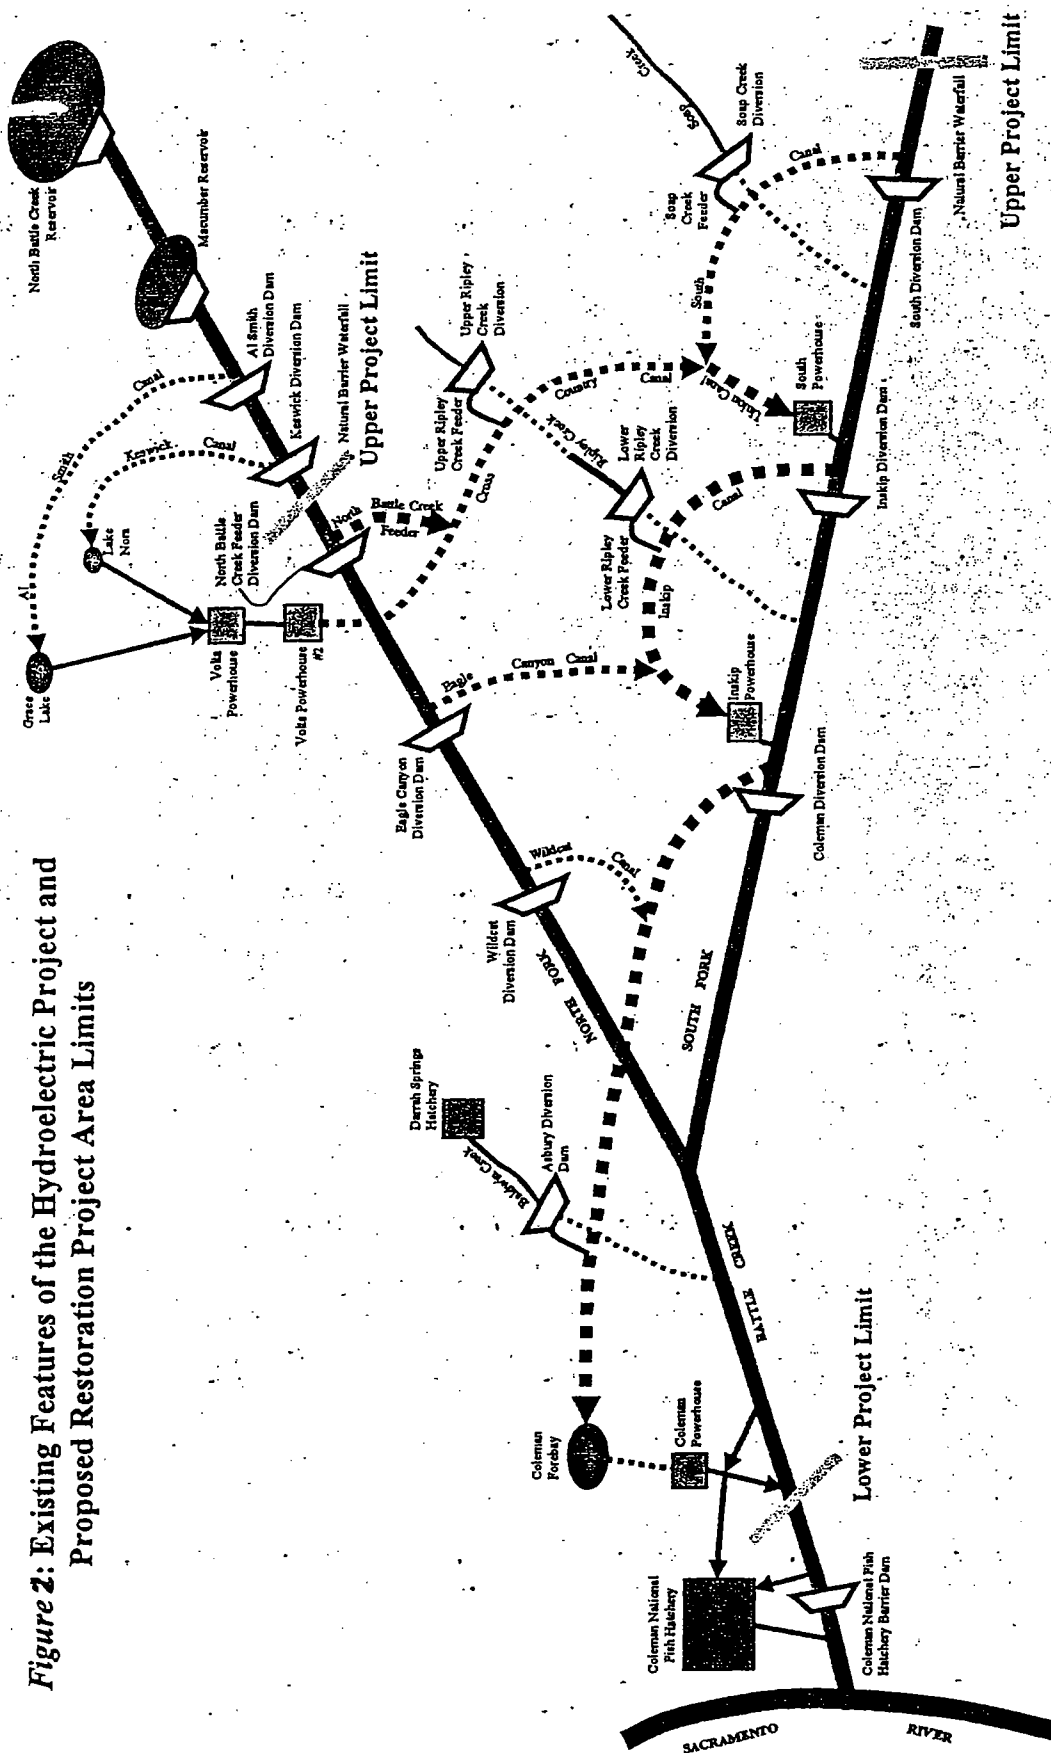 Figure 2: Existing Features of the Hydroelectric Project and
Proposed Restoration Project Area Limits
North Battle Creek
Reservoir
Macumber Reservoir
Al Smith
Diversion Dam
Keswick Diversion Dam
Natural Barrier Waterfall
Upper Project Limit
Al
Smith
Canal
Keswick
Canal
Grace
Lake
Lake
Nora
Volta
Powerhouse
Volta Powerhouse
#2
North Battle
Creek Feeder
Diversion Dam
North
Battle Creek
Feeder
Cross
Country
Canal
Upper Ripley
Creek
Diversion
Upper Ripley
Creek Feeder
Ripley Creek
Lower
Ripley
Creek
Diversion
Lower Ripley
Creek Feeder
Soap
Creek
Soap Creek
Diversion
Soap
Creek
Feeder
South
Canal
Union Canal
South
Powerhouse
South Diversion Dam
Natural Barrier Waterfall
Upper Project Limit
Inskip Diversion Dam
Inskip
Canal
Inskip
Powerhouse
Eagle
Canyon
Canal
Eagle Canyon
Diversion Dam
Coleman Diversion Dam
Wildcat
Canal
Wildcat
Diversion Dam
NORTH FORK
SOUTH FORK
Darrah Springs
Hatchery
Baldwin Creek
Asbury Diversion
Dam
BATTLE CREEK
Coleman
Forebay
Coleman
Powerhouse
Lower Project Limit
Coleman National
Fish Hatchery
Coleman National Fish
Hatchery Barrier Dam
SACRAMENTO
RIVER